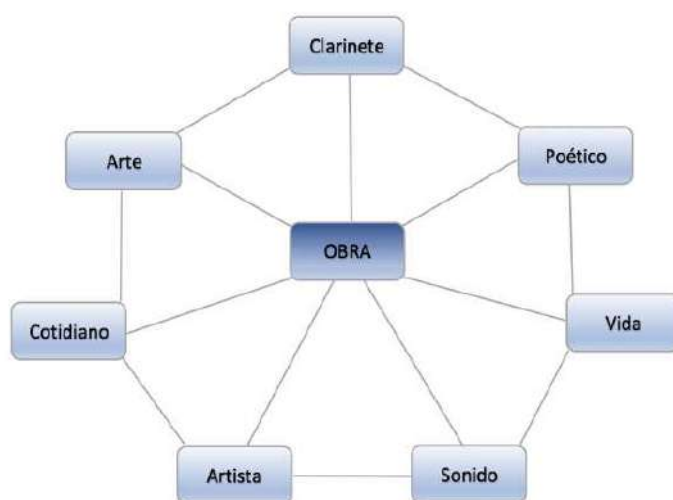 Clarinete
Arte
Poético
OBRA
Cotidiano
Vida
Artista
Sonido